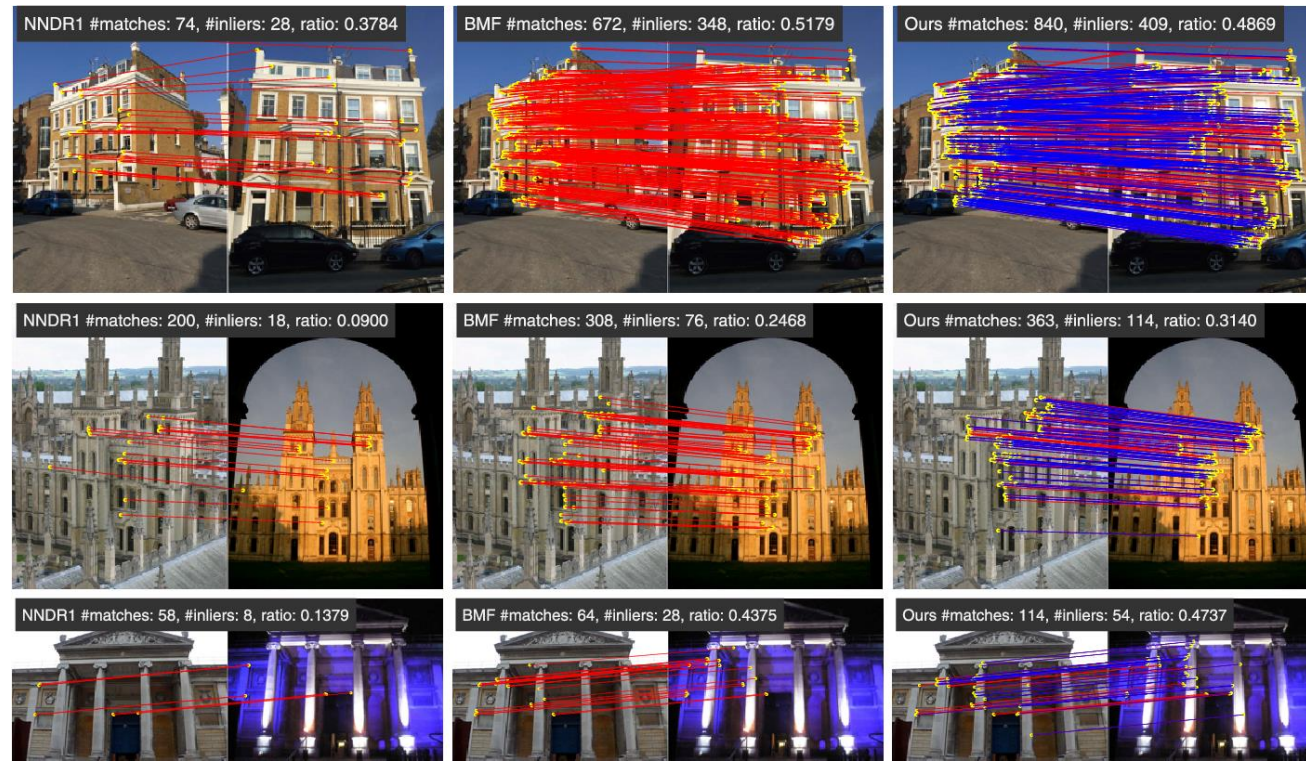 NNDR1 #matches: 74, #inliers: 28, ratio: 0.3784
BMF #matches: 672, #inliers: 348, ratio: 0.5179
Ours #matches: 840, #inliers: 409, ratio: 0.4869
NNDR1 #matches: 200, #inliers: 18, ratio: 0.0900
BMF #matches: 308, #inliers: 76, ratio: 0.2468
Ours #matches: 363, #inliers: 114, ratio: 0.3140
NNDR1 #matches: 58, #inliers: 8, ratio: 0.1379
BMF #matches: 64, #inliers: 28, ratio: 0.4375
Ours #matches: 114, #inliers: 54, ratio: 0.4737